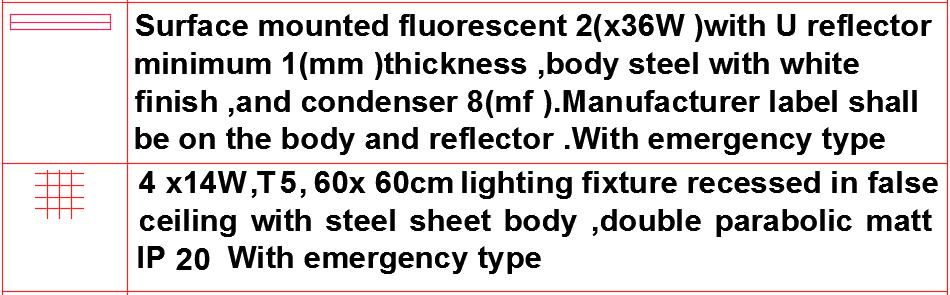 Surface mounted fluorescent 2(x36W )with U reflector
minimum 1(mm )thickness ,body steel with white
finish ,and condenser 8(mf ).Manufacturer label shall
be on the body and reflector .With emergency type
4 x14W,T5, 60x 60cm lighting fixture recessed in false
ceiling with steel sheet body ,double parabolic matt
IP 20 With emergency type